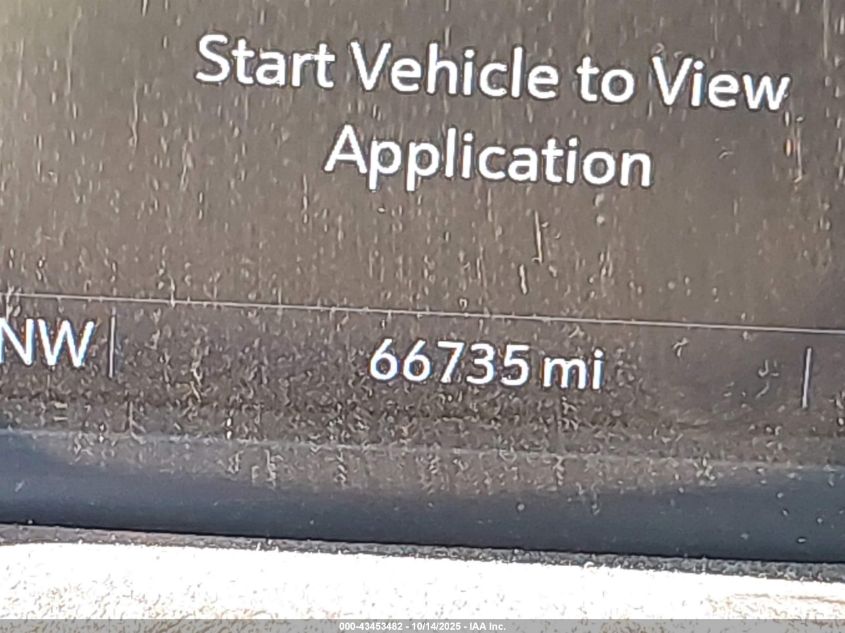 Start Vehicle to View
Application
NW
66735 mi
000-43453482 - 10/14/2025 - IAA Inc.